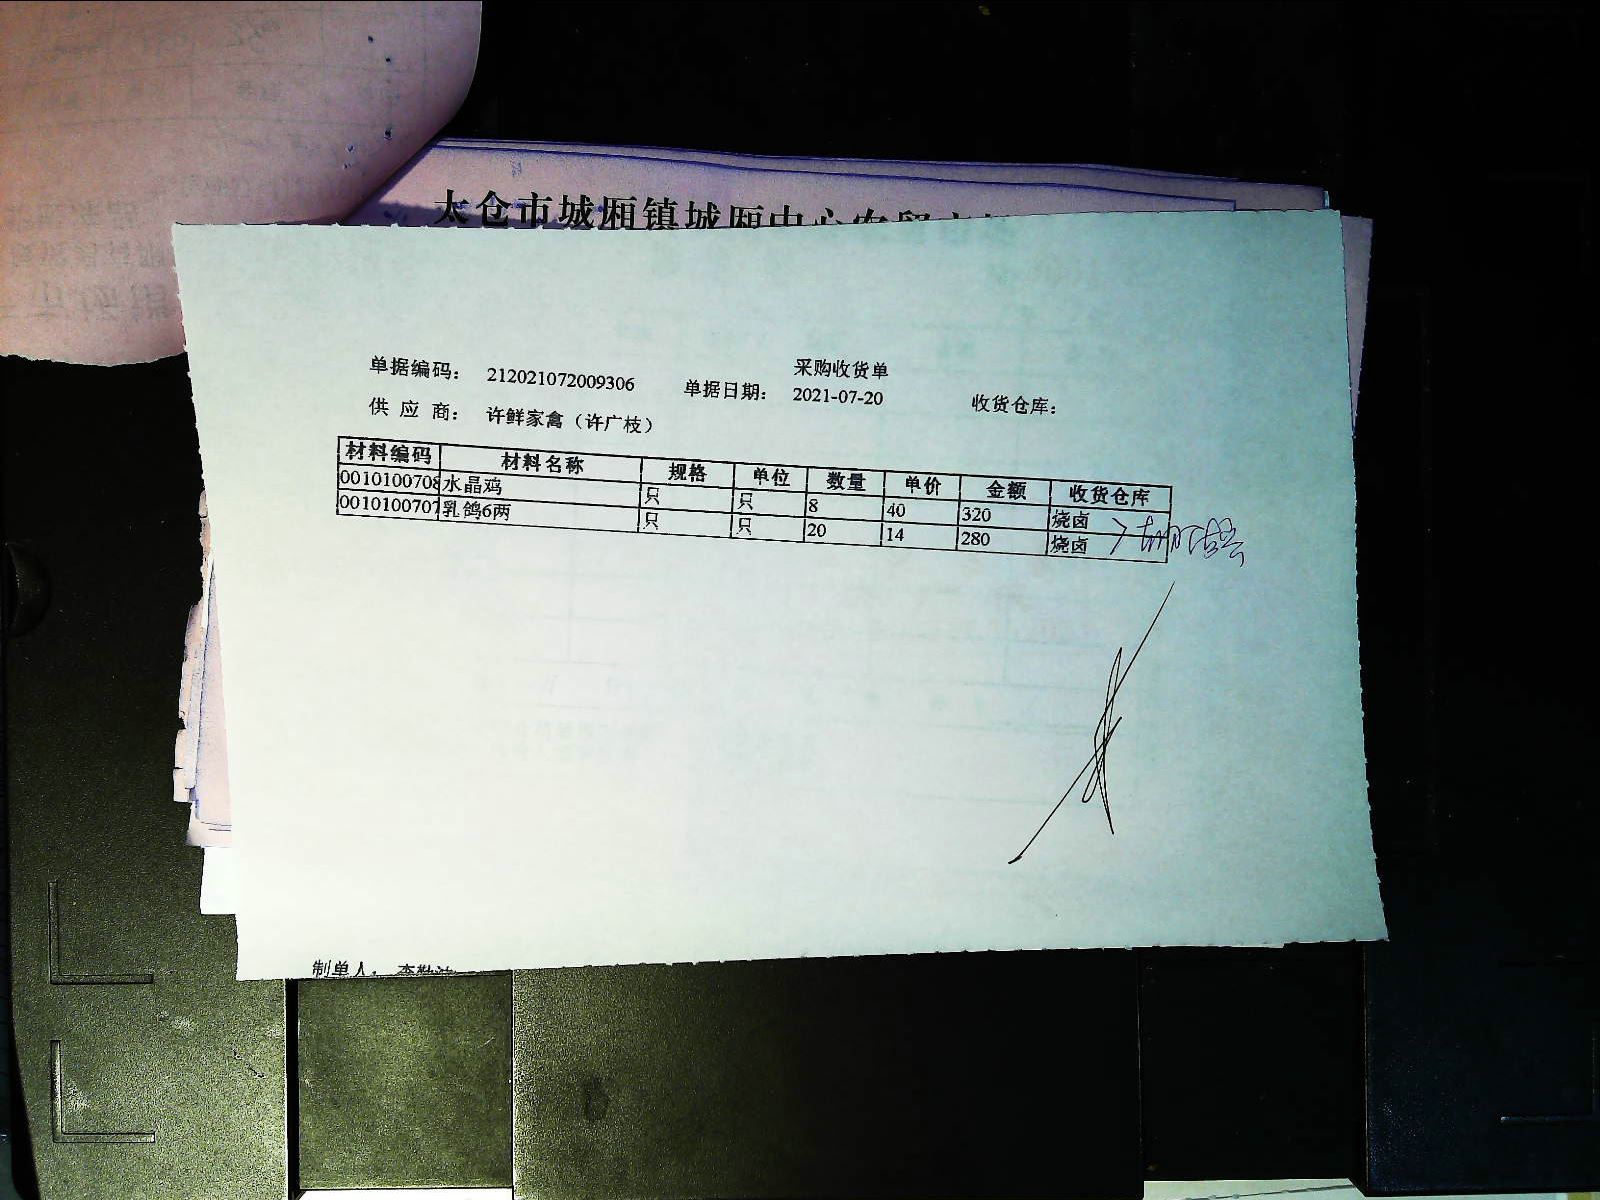 太仓市城厢镇城厢中心农贸市场
采购收货单
单据编码： 212021072009306 单据日期： 2021-07-20 收货仓库：
供 应 商： 许鲜家禽（许广枝）
材料编码 材料名称 规格 单位 数量 单价 金额 收货仓库
0010100708 水晶鸡 只 只 8 40 320 烧卤
0010100707 乳鸽6两 只 只 20 14 280 烧卤
制单人：